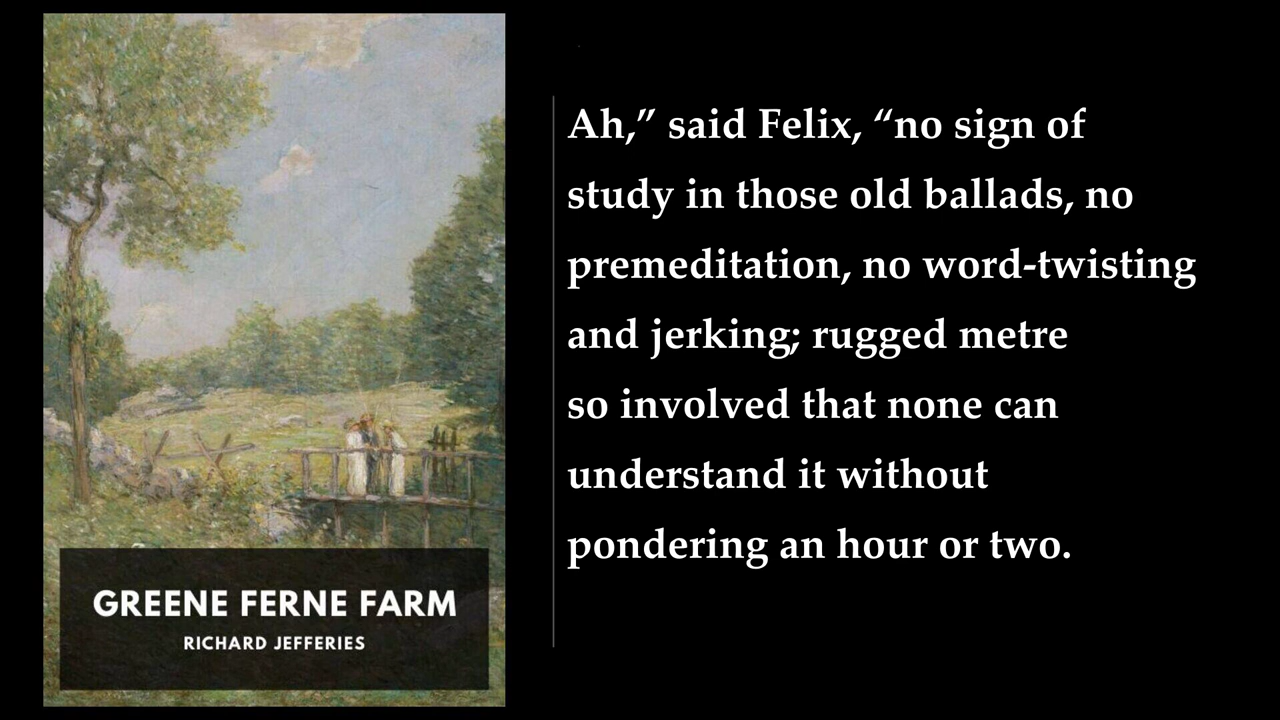 GREENE FERNE FARM
RICHARD JEFFERIES
Ah,” said Felix, “no sign of
study in those old ballads, no
premeditation, no word-twisting
and jerking; rugged metre
so involved that none can
understand it without
pondering an hour or two.